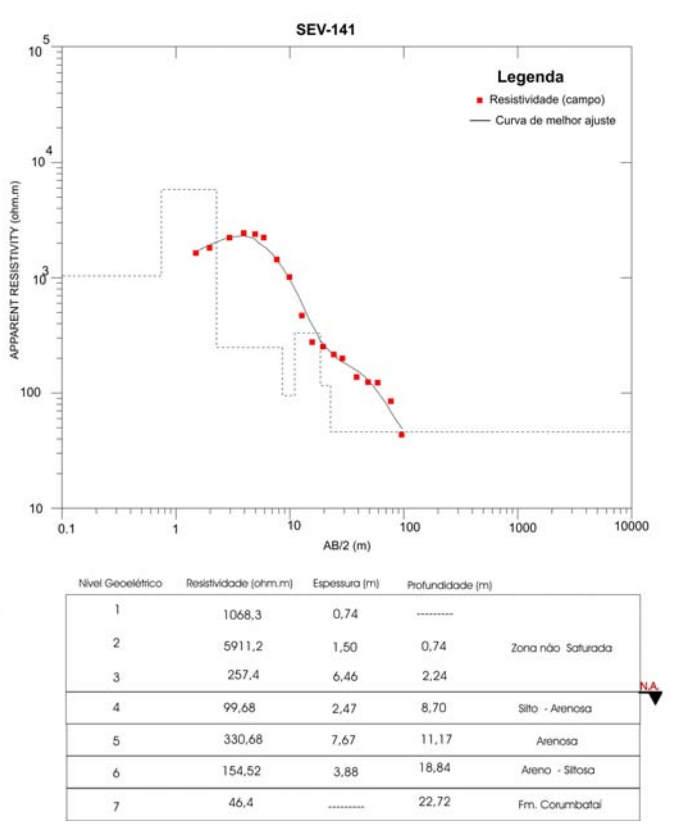 SEV-141
Legenda
Resistividade (campo)
Curva de melhor ajuste
APPARENT RESISTIVITY (ohm.m)
10 5
10 4
10 3
100
10
0.1 1 10 100 1000 10000
AB/2 (m)
Nível Geoelétrico Resistividade (ohm.m) Espessura (m) Profundidade (m)
1 1068,3 0,74 ---------
2 5911,2 1,50 0,74 Zona não Saturada
3 257,4 6,46 2,24
N.A.
4 99,68 2,47 8,70 Silto - Arenosa
5 330,68 7,67 11,17 Arenosa
6 154,52 3,88 18,84 Areno - Siltosa
7 46,4 --------- 22,72 Fm. Corumbataí